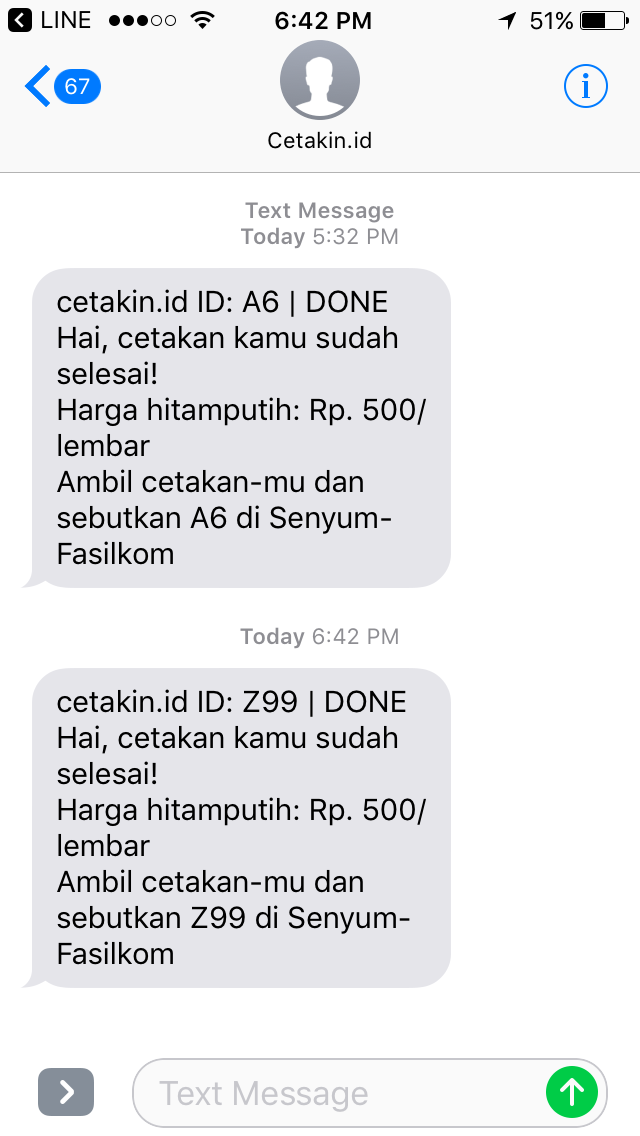 LINE 6:42 PM 51%
67
Cetakin.id
Text Message
Today 5:32 PM
cetakin.id ID: A6 | DONE
Hai, cetakan kamu sudah
selesai!
Harga hitamputih: Rp. 500/
lembar
Ambil cetakan-mu dan
sebutkan A6 di Senyum-
Fasilkom
Today 6:42 PM
cetakin.id ID: Z99 | DONE
Hai, cetakan kamu sudah
selesai!
Harga hitamputih: Rp. 500/
lembar
Ambil cetakan-mu dan
sebutkan Z99 di Senyum-
Fasilkom
Text Message